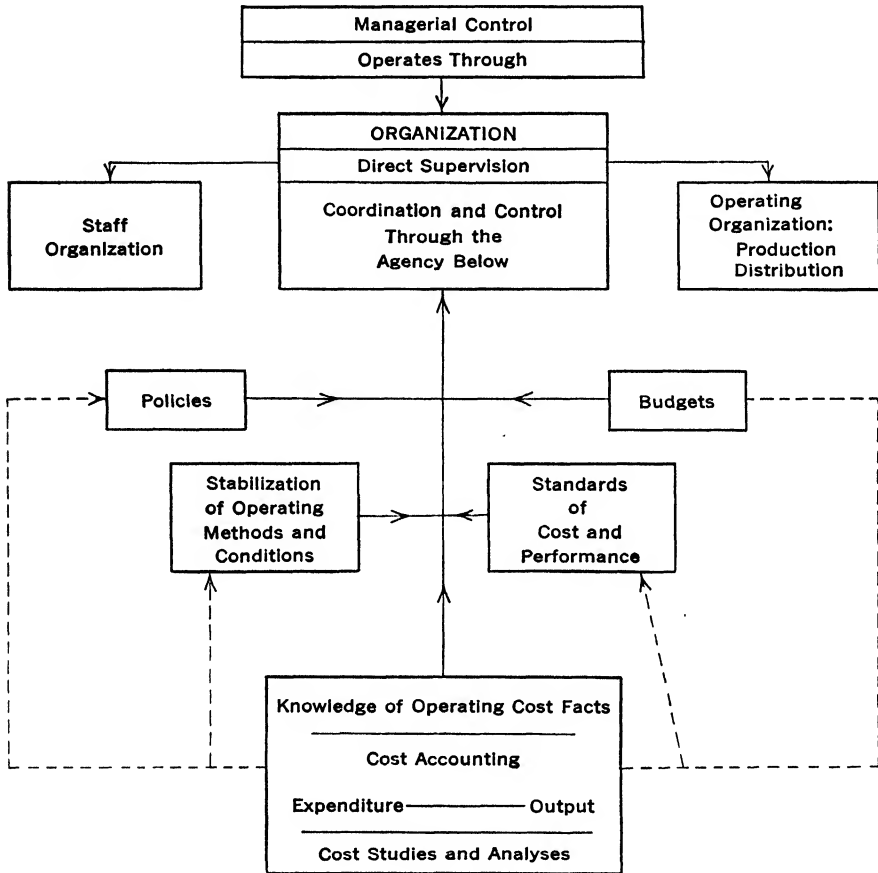 Managerial Control
Operates Through
ORGANIZATION
Direct Supervision
Coordination and Control
Through the
Agency Below
Staff
Organization
Operating
Organization:
Production
Distribution
Policies
Budgets
Stabilization
of Operating
Methods and
Conditions
Standards
of
Cost and
Performance
Knowledge of Operating Cost Facts
Cost Accounting
Expenditure Output
Cost Studies and Analyses